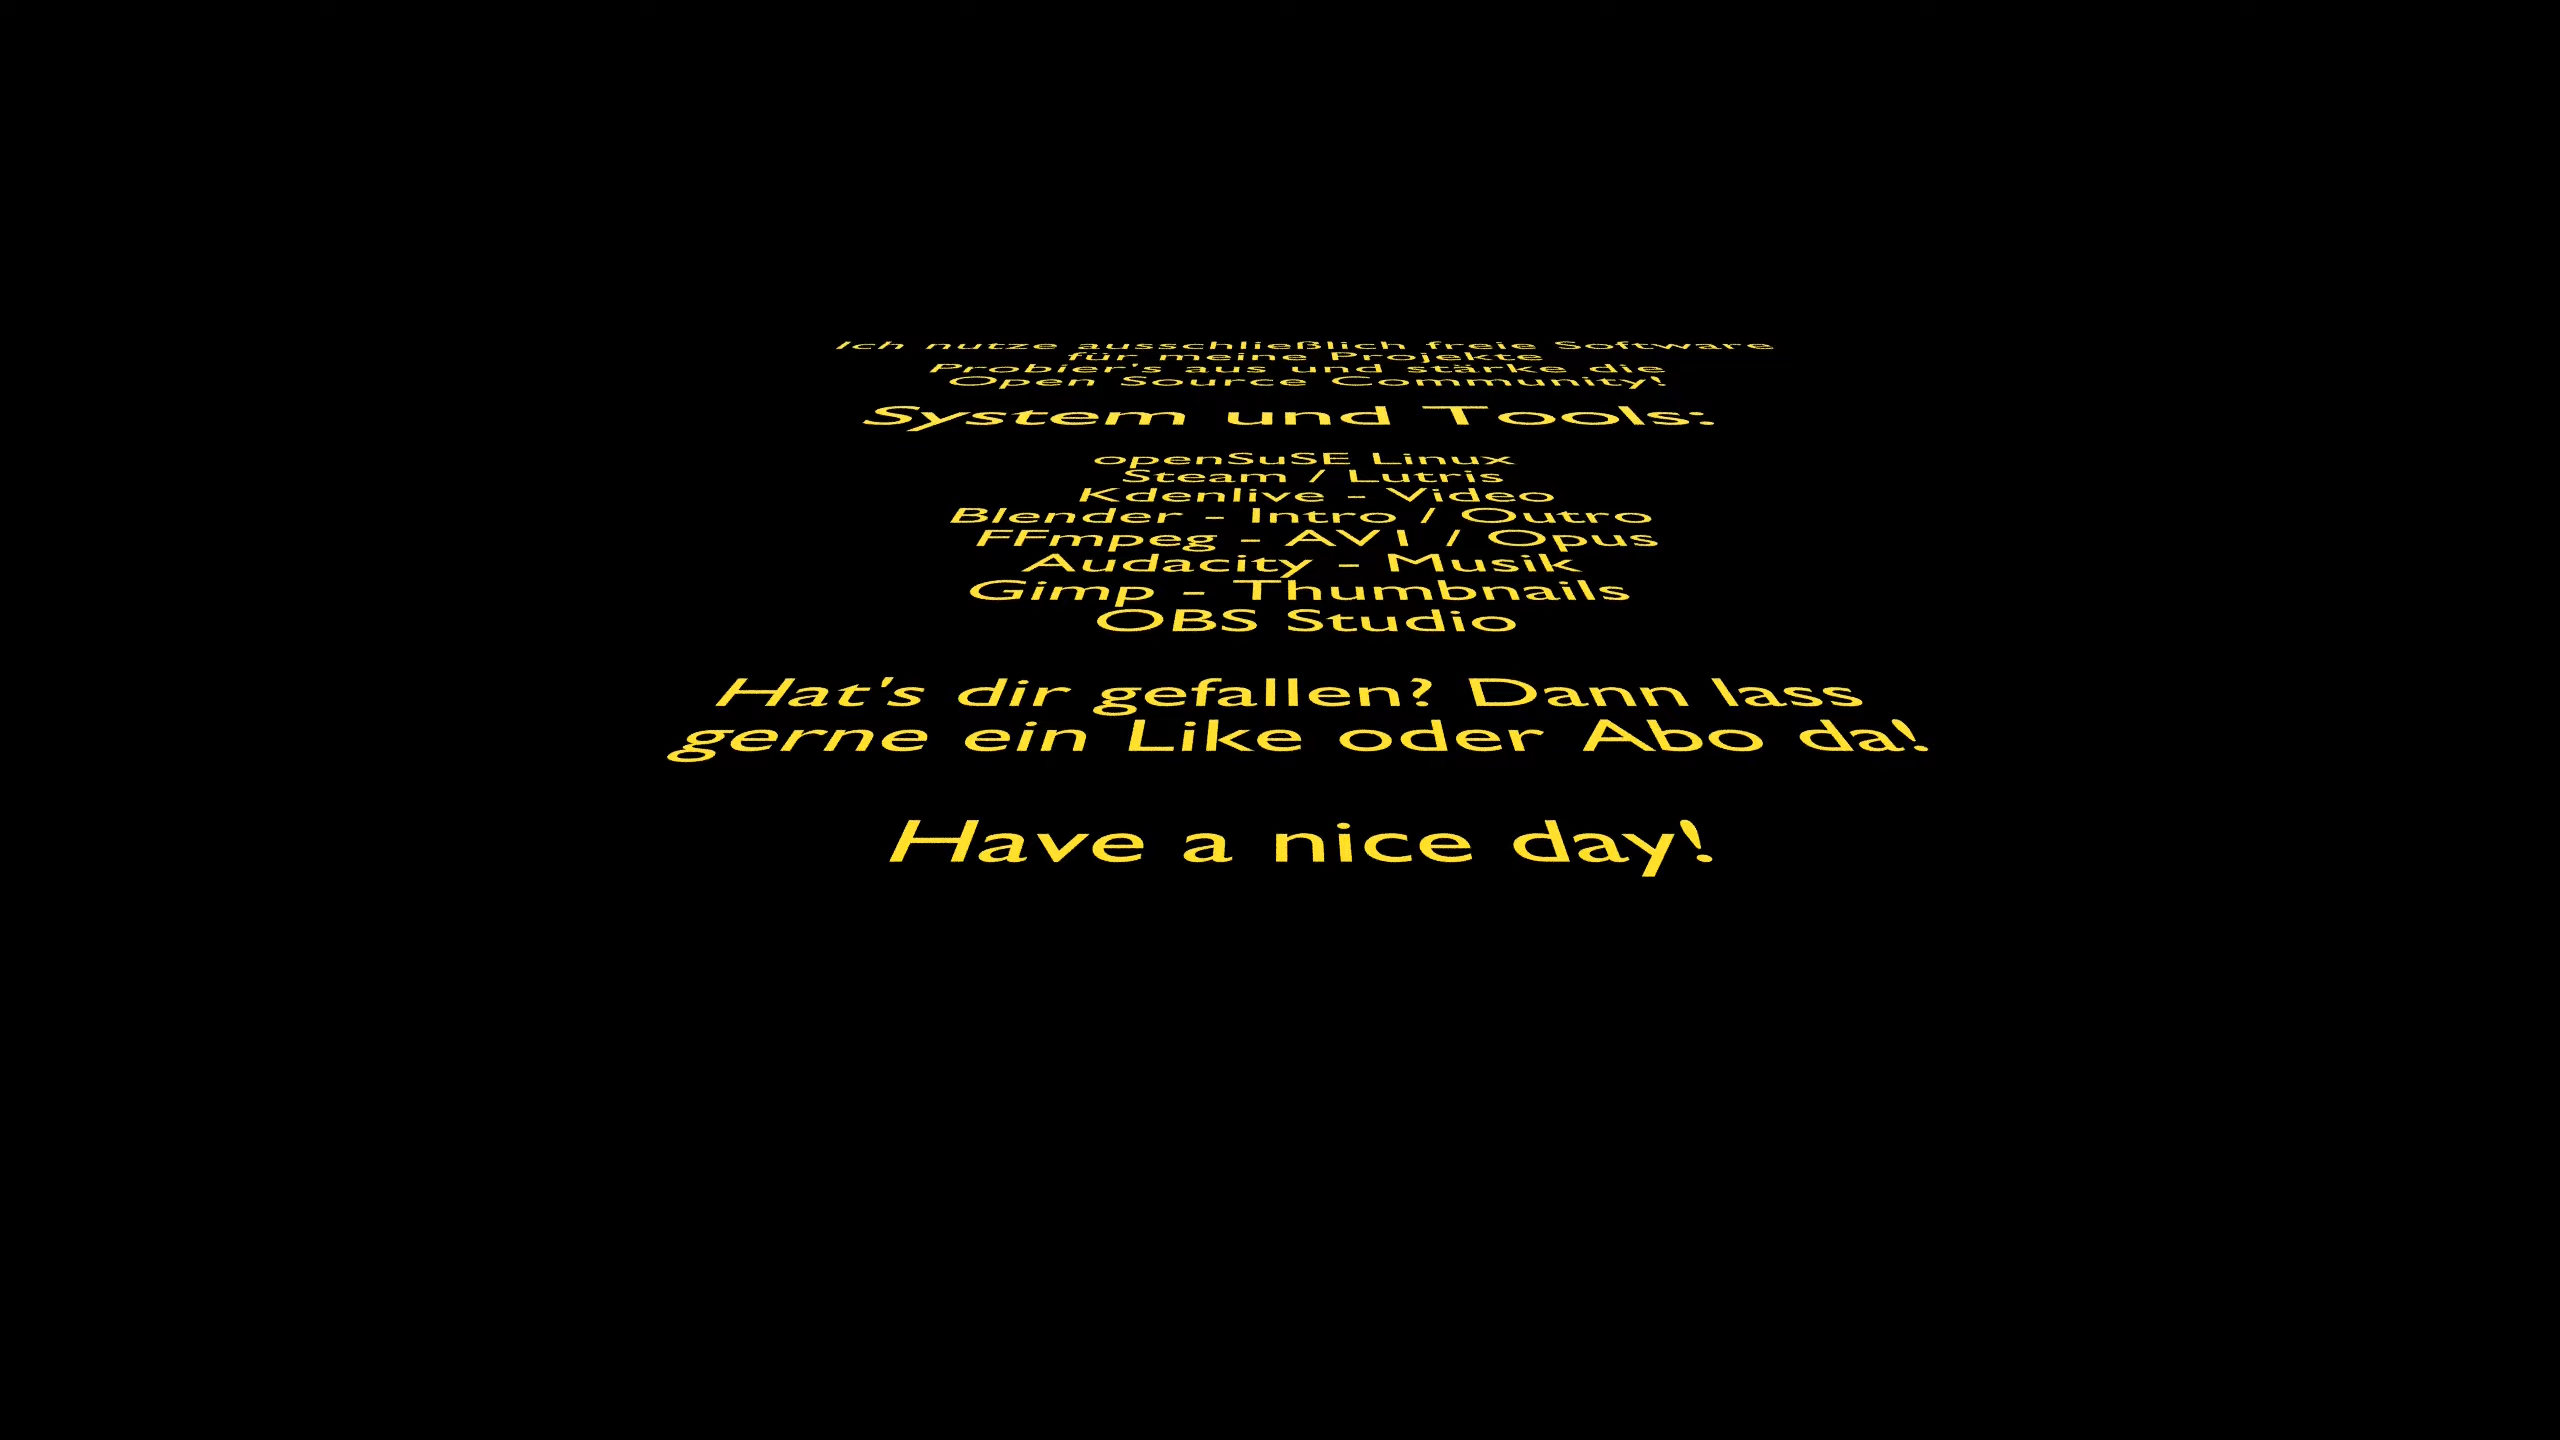 Ich nutze ausschließlich freie Software
für meine Projekte
Probier's aus und stärke die
Open Source Community!
System und Tools:
openSuSE Linux
Steam / Lutris
Kdenlive - Video
Blender - Intro / Outro
FFmpeg - AV1 / Opus
Audacity - Musik
Gimp - Thumbnails
OBS Studio
Hat's dir gefallen? Dann lass
gerne ein Like oder Abo da!
Have a nice day!